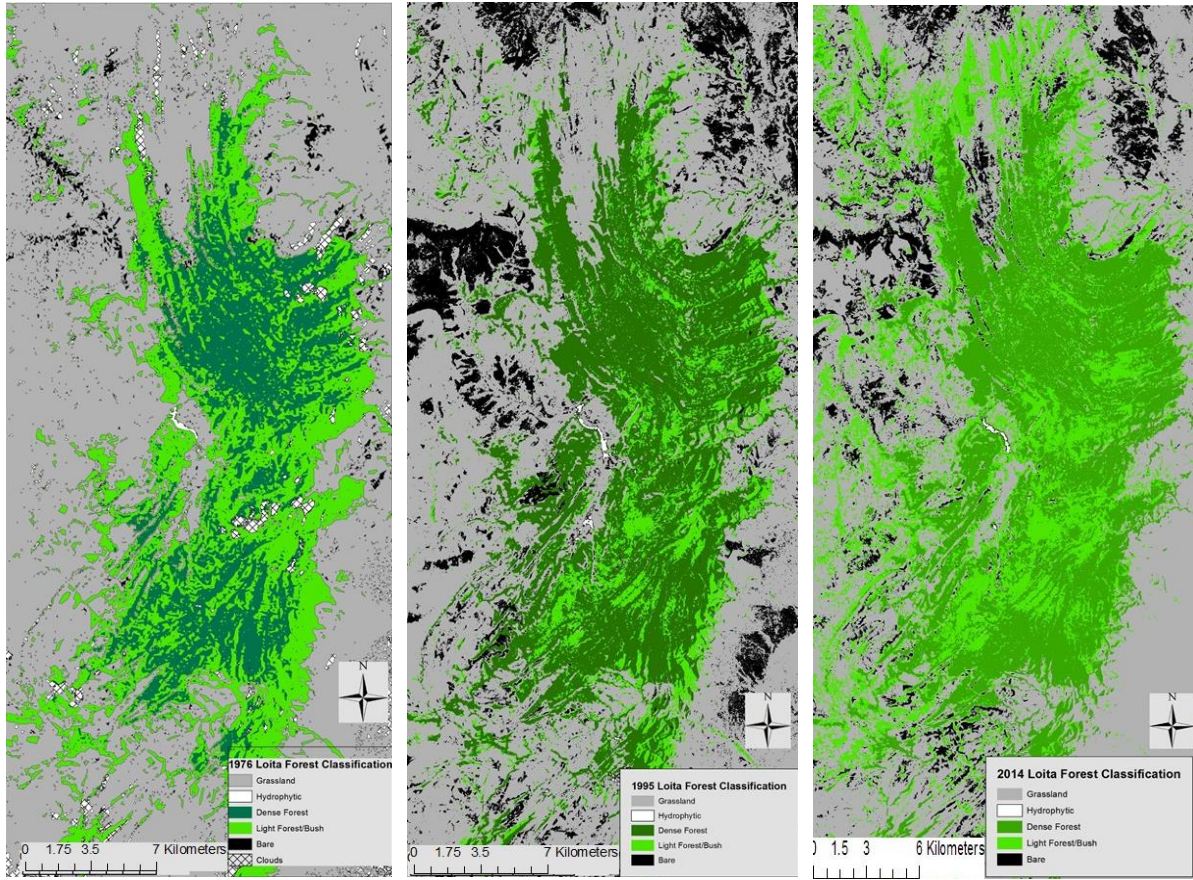 N
1976 Loita Forest Classification
Grassland
Hydrophytic
Dense Forest
Light Forest/Bush
Bare
Clouds
0 1.75 3.5 7 Kilometers
N
1995 Loita Forest Classification
Grassland
Hydrophytic
Dense Forest
Light Forest/Bush
Bare
0 1.75 3.5 7 Kilometers
N
2014 Loita Forest Classification
Grassland
Hydrophytic
Dense Forest
Light Forest/Bush
Bare
0 1.5 3 6 Kilometers